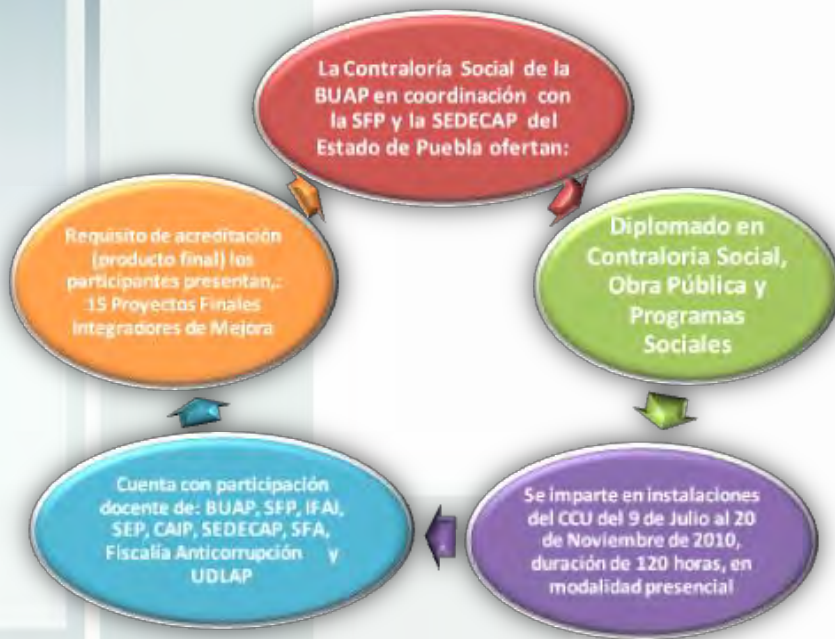 La Contraloría Social de la
BUAP en coordinación con
la SFP y la SEDECAP del
Estado de Puebla ofertan:
Diplomado en
Contraloria Social,
Obra Pública y
Programas
Sociales
Se imparte en instalaciones
del CCU del 9 de Julio al 20
de Noviembre de 2010,
duración de 120 horas, en
modalidad presencial
Cuenta con participación
docente de: BUAP, SFP, IFAI,
SEP, CAIP, SEDECAP, SFA,
Fiscalía Anticorrupción y
UDLAP
Requisito de acreditación
(producto final) los
participantes presentan,:
15 Proyectos Finales
Integradores de Mejora